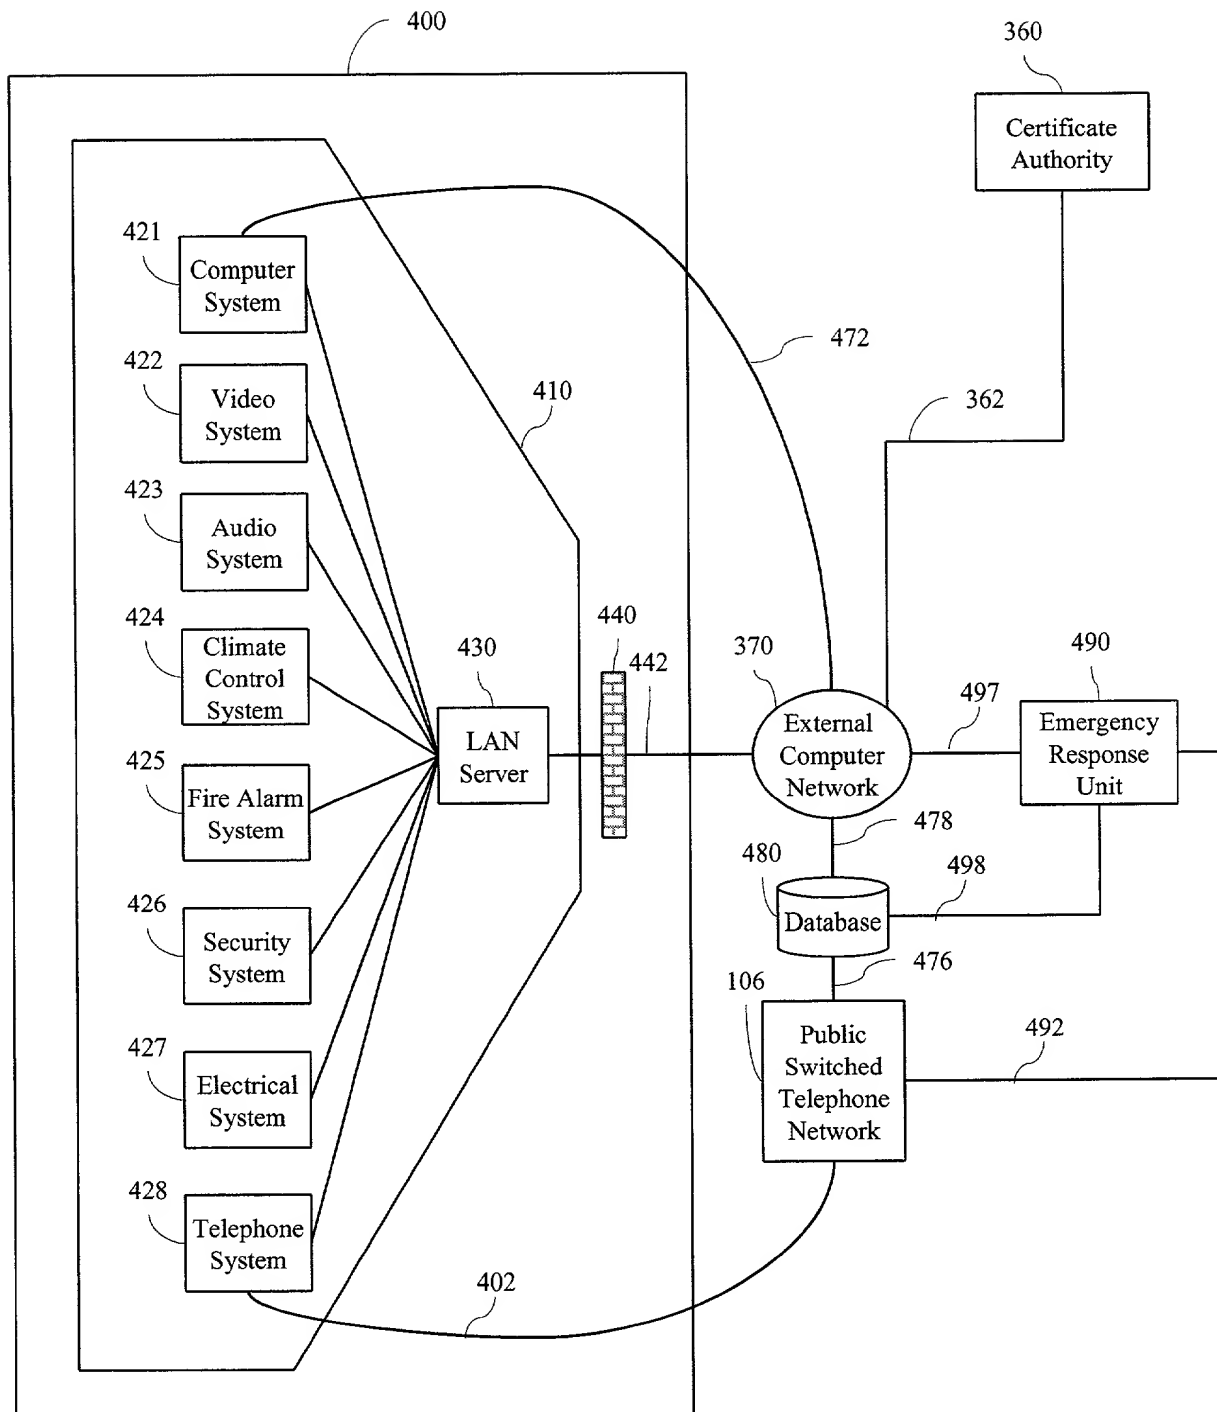 400
360
Certificate
Authority
421
Computer
System
472
422
Video
System
410
362
423
Audio
System
424
Climate
Control
System
430
LAN
Server
440
442
370
External
Computer
Network
497
490
Emergency
Response
Unit
425
Fire Alarm
System
478
480
Database
498
426
Security
System
476
106
Public
Switched
Telephone
Network
492
427
Electrical
System
428
Telephone
System
402